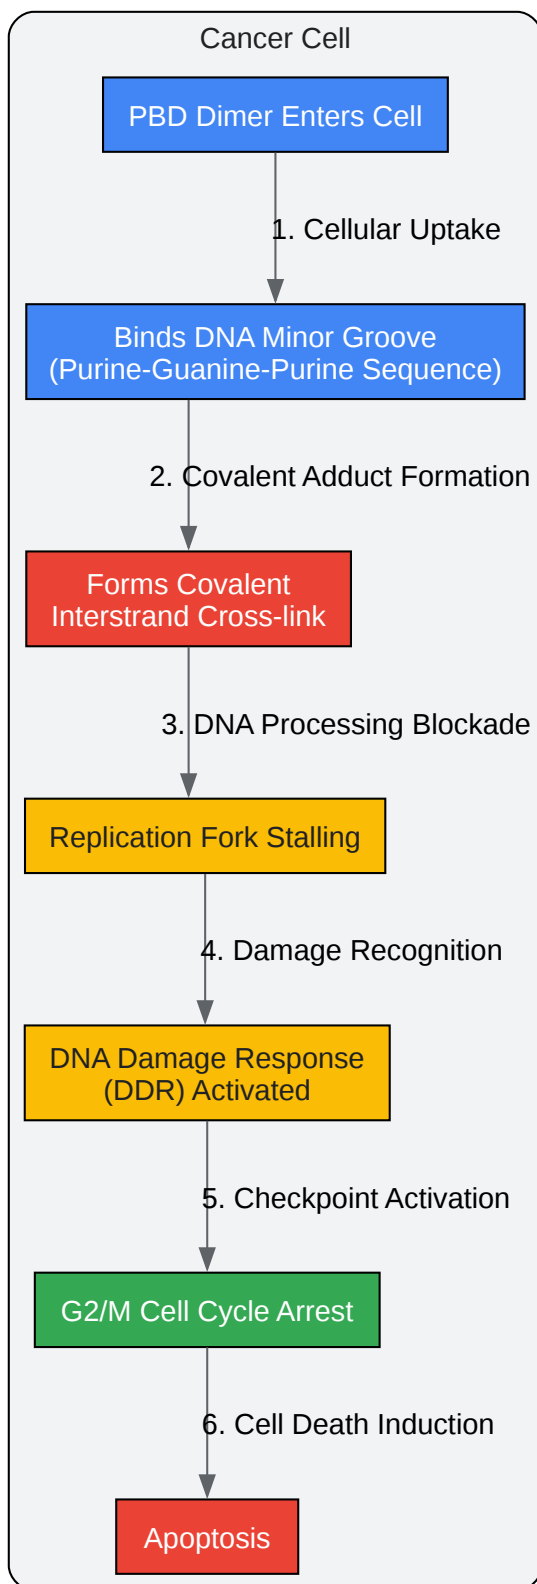 Cancer Cell
PBD Dimer Enters Cell
1. Cellular Uptake
Binds DNA Minor Groove
(Purine-Guanine-Purine Sequence)
2. Covalent Adduct Formation
Forms Covalent
Interstrand Cross-link
3. DNA Processing Blockade
Replication Fork Stalling
4. Damage Recognition
DNA Damage Response
(DDR) Activated
5. Checkpoint Activation
G2/M Cell Cycle Arrest
6. Cell Death Induction
Apoptosis